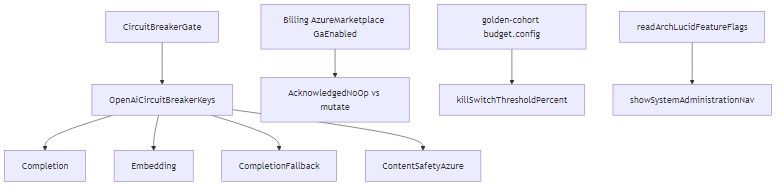 CircuitBreakerGate
Billing AzureMarketplace
GaEnabled
golden-cohort
budget.config
readArchLucidFeatureFlags
OpenAiCircuitBreakerKeys
AcknowledgedNoOp vs
mutate
killSwitchThresholdPercent
showSystemAdministrationNav
Completion
Embedding
CompletionFallback
ContentSafetyAzure